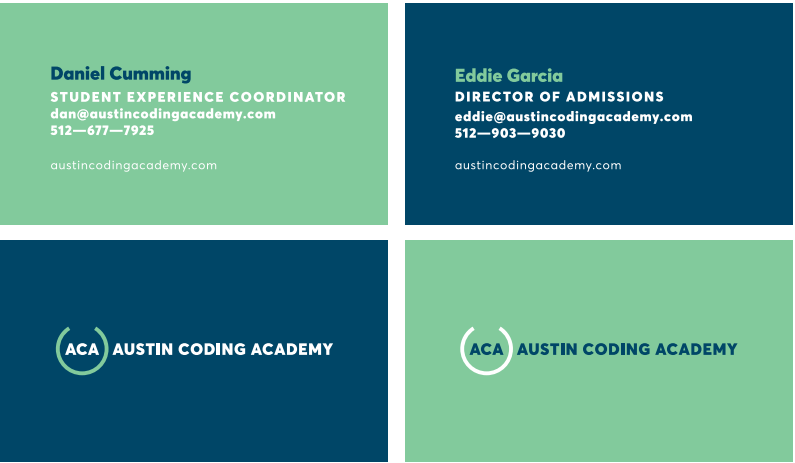 Daniel Cumming
STUDENT EXPERIENCE COORDINATOR
dan@austincodingacademy.com
512—677—7925
austincodingacademy.com
Eddie Garcia
DIRECTOR OF ADMISSIONS
eddie@austincodingacademy.com
512—903—9030
austincodingacademy.com
ACA AUSTIN CODING ACADEMY
ACA AUSTIN CODING ACADEMY